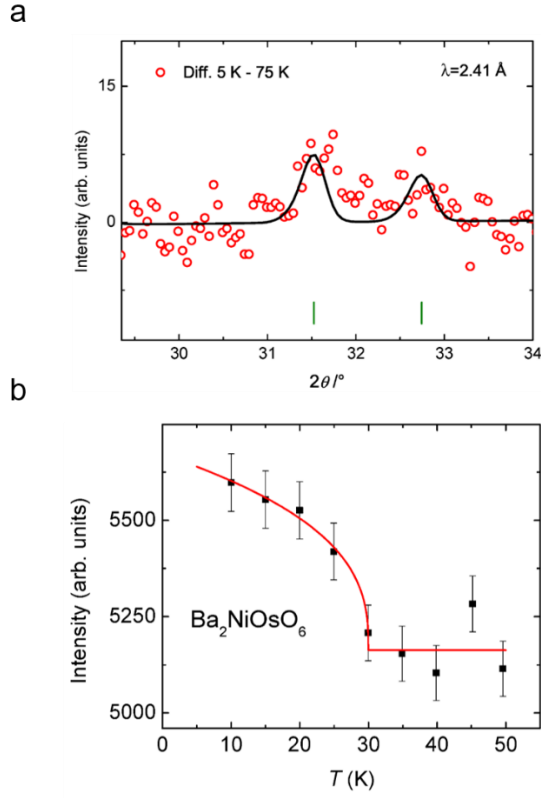 a
Diff. 5 K - 75 K
λ=2.41 Å
15
0
Intensity (arb. units)
30 31 32 33 34
2θ/°
b
5500
5250
5000
Intensity (arb. units)
Ba₂NiOsO₆
10 20 30 40 50
T (K)